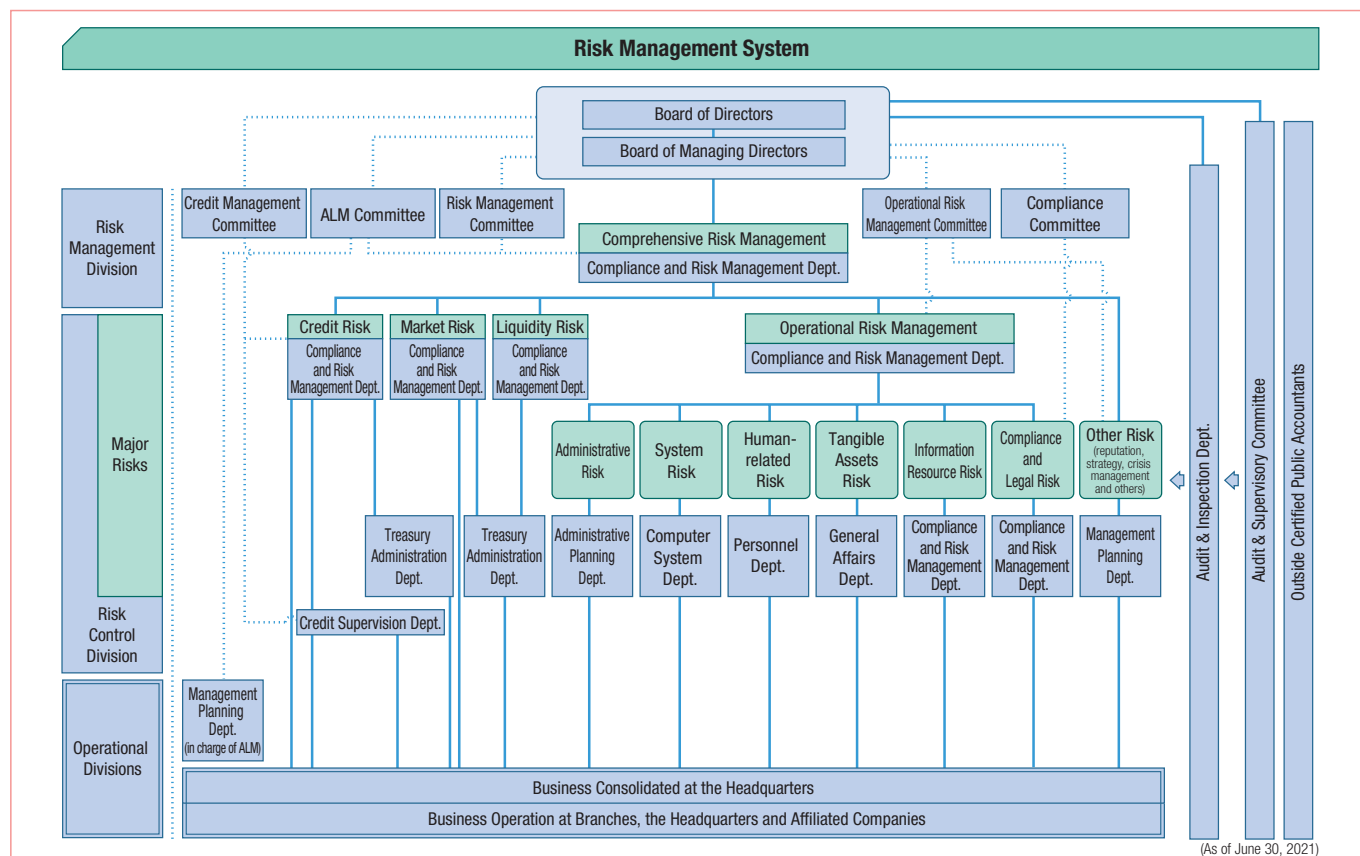 Risk Management System
Board of Directors
Board of Managing Directors
Risk
Management
Division
Credit Management
Committee
ALM Committee
Risk Management
Committee
Operational Risk
Management Committee
Compliance
Committee
Comprehensive Risk Management
Compliance and Risk Management Dept.
Major
Risks
Risk
Control
Division
Credit Risk
Compliance
and Risk
Management Dept.
Market Risk
Compliance
and Risk
Management Dept.
Liquidity Risk
Compliance
and Risk
Management Dept.
Operational Risk Management
Compliance and Risk Management Dept.
Administrative
Risk
System
Risk
Human-
related
Risk
Tangible
Assets
Risk
Information
Resource Risk
Compliance
and
Legal Risk
Other Risk
(reputation,
strategy, crisis
management
and others)
Treasury
Administration
Dept.
Treasury
Administration
Dept.
Administrative
Planning
Dept.
Computer
System
Dept.
Personnel
Dept.
General
Affairs
Dept.
Compliance
and Risk
Management
Dept.
Compliance
and Risk
Management
Dept.
Management
Planning
Dept.
Credit Supervision Dept.
Operational
Divisions
Management
Planning
Dept.
(in charge of ALM)
Business Consolidated at the Headquarters
Business Operation at Branches, the Headquarters and Affiliated Companies
Audit & Inspection Dept.
Audit & Supervisory Committee
Outside Certified Public Accountants
(As of June 30, 2021)